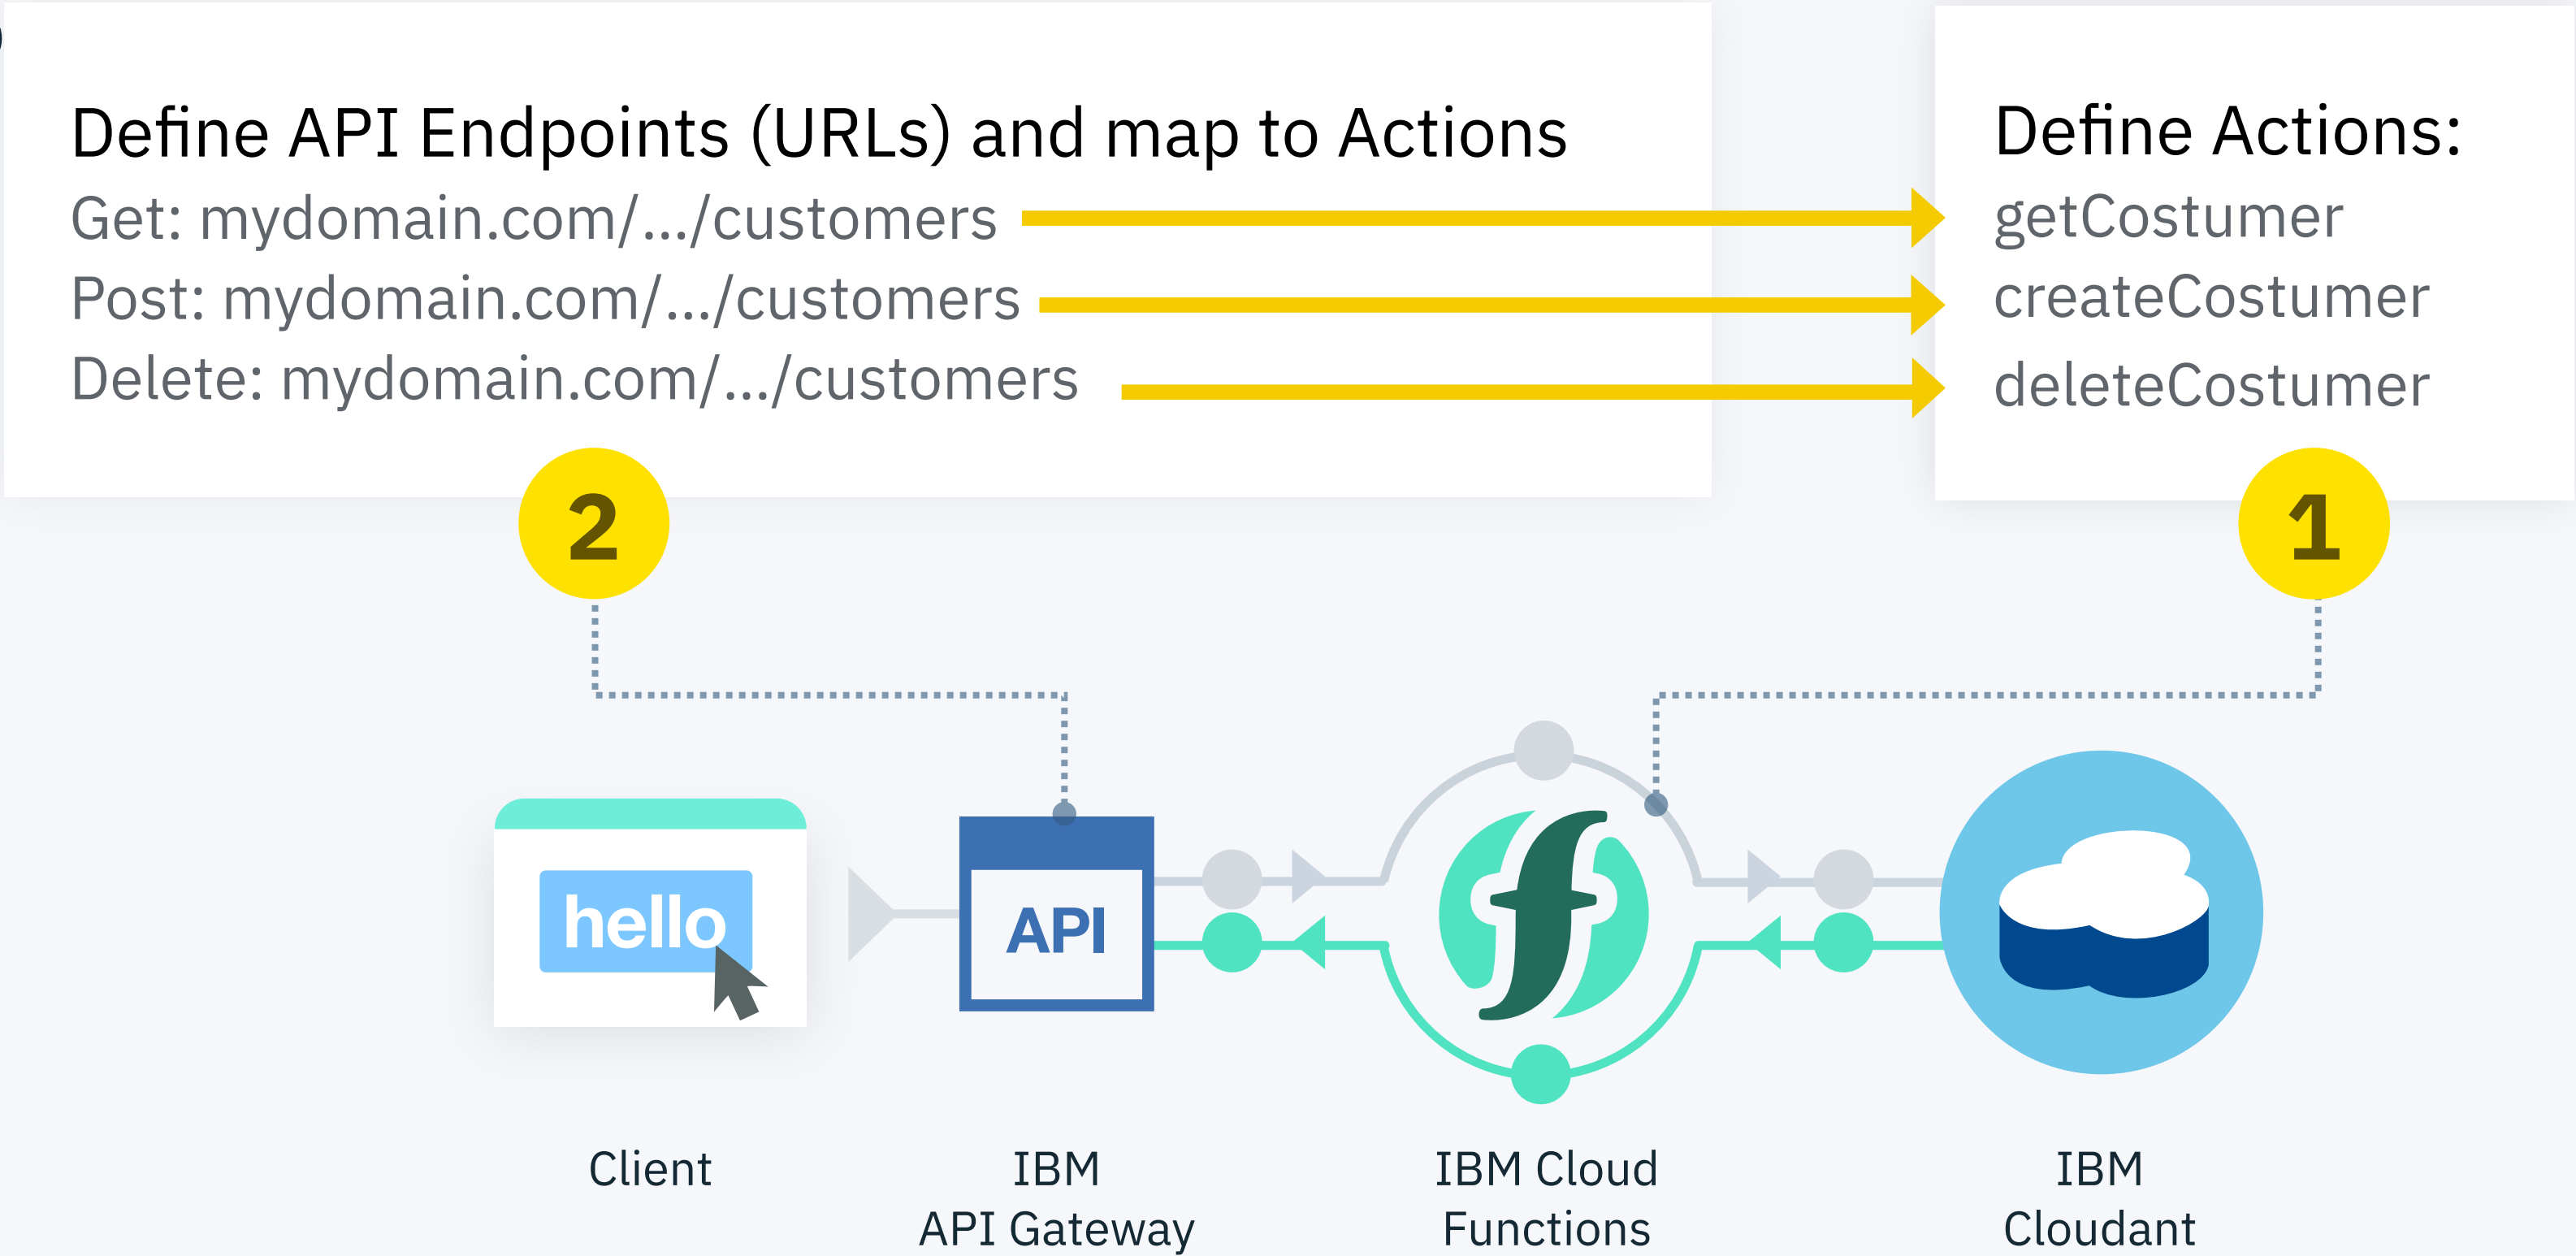 Define API Endpoints (URLs) and map to Actions
Get: mydomain.com/.../customers
Post: mydomain.com/.../customers
Delete: mydomain.com/.../customers
Define Actions:
getCostumer
createCostumer
deleteCostumer
2
1
hello
API
f
Client
IBM
API Gateway
IBM Cloud
Functions
IBM
Cloudant